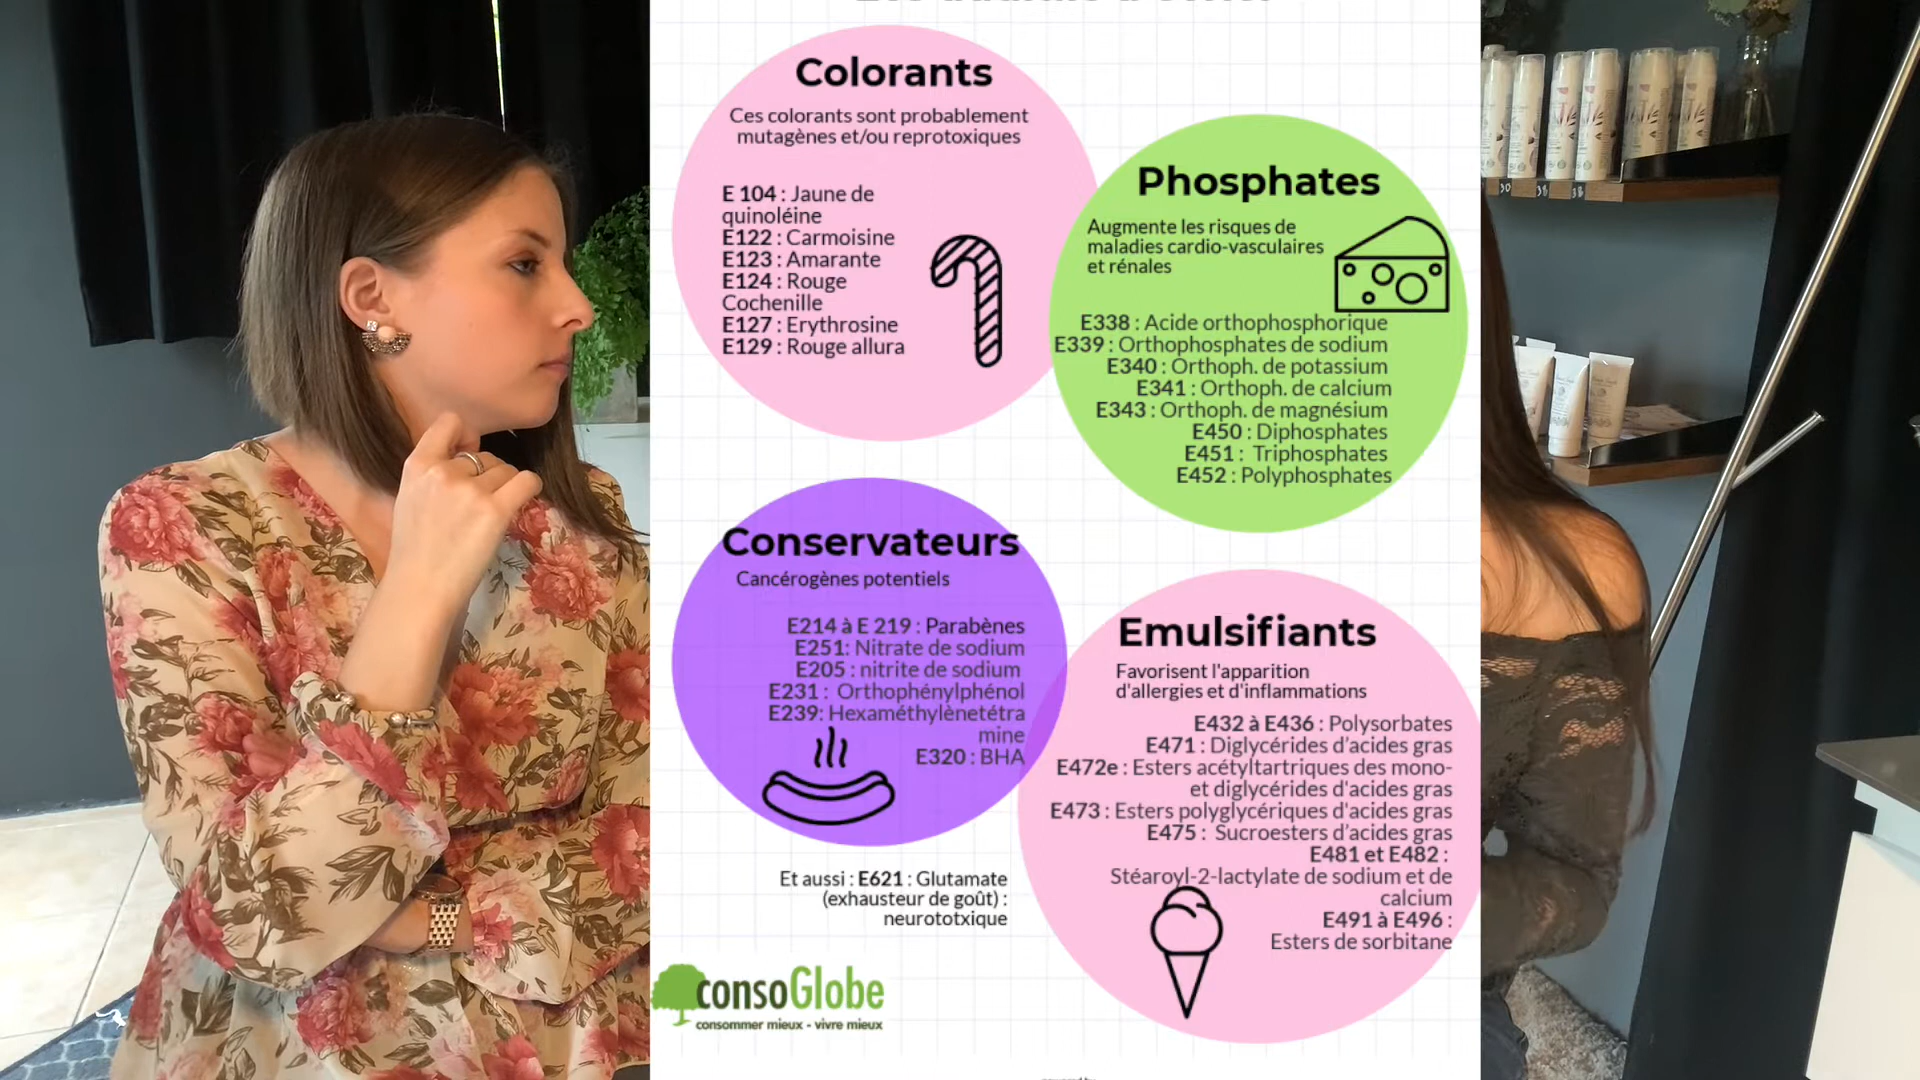 Colorants
Ces colorants sont probablement
mutagènes et/ou reprotoxiques
E 104 : Jaune de
quinoléine
E122 : Carmoisine
E123 : Amarante
E124 : Rouge
Cochenille
E127 : Erythrosine
E129 : Rouge allura
Phosphates
Augmente les risques de
maladies cardio-vasculaires
et rénales
E338 : Acide orthophosphorique
E339 : Orthophosphates de sodium
E340 : Orthoph. de potassium
E341 : Orthoph. de calcium
E343 : Orthoph. de magnésium
E450 : Diphosphates
E451 : Triphosphates
E452 : Polyphosphates
Conservateurs
Cancérogènes potentiels
E214 à E 219 : Parabènes
E251: Nitrate de sodium
E205 : nitrite de sodium
E231 : Orthophénylphénol
E239: Hexaméthylènetétra
mine
E320 : BHA
Emulsifiants
Favorisent l'apparition
d'allergies et d'inflammations
E432 à E436 : Polysorbates
E471 : Diglycérides d'acides gras
E472e : Esters acétyltartriques des mono-
et diglycérides d'acides gras
E473 : Esters polyglycériques d'acides gras
E475 : Sucroesters d'acides gras
E481 et E482 :
Stéaroyl-2-lactylate de sodium et de
calcium
E491 à E496 :
Esters de sorbitane
Et aussi : E621 : Glutamate
(exhausteur de goût) :
neurototxique
consoGlobe
consommer mieux - vivre mieux